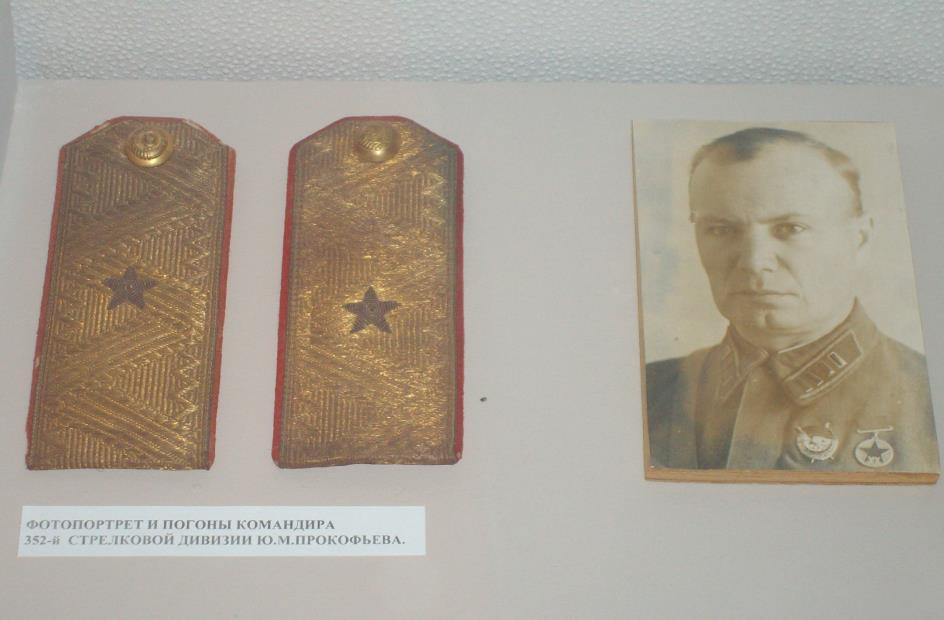 ФОТОПОРТРЕТ И ПОГОНЫ КОМАНДИРА
352-й СТРЕЛКОВОЙ ДИВИЗИИ Ю.М.ПРОКОФЬЕВА.